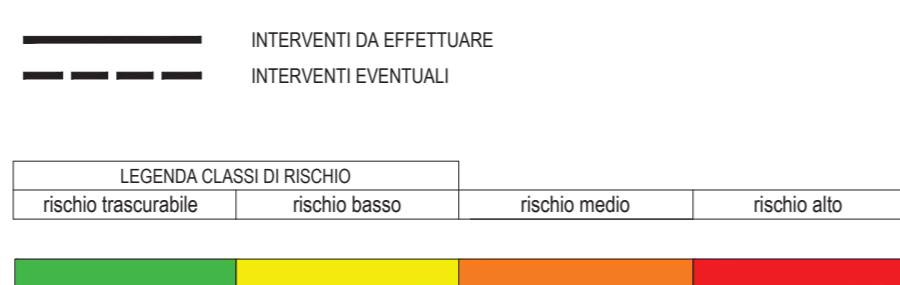 INTERVENTI DA EFFETTUARE
INTERVENTI EVENTUALI
LEGENDA CLASSI DI RISCHIO
rischio trascurabile rischio basso rischio medio rischio alto